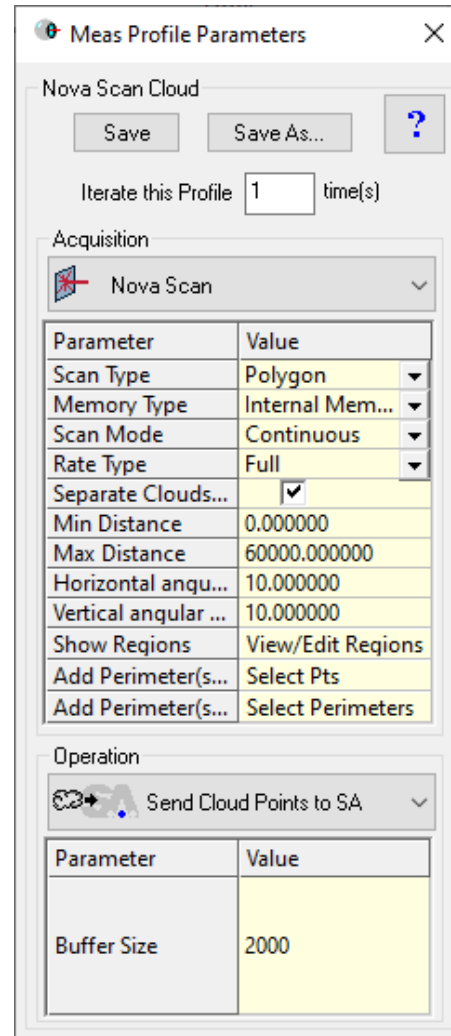 Meas Profile Parameters
Nova Scan Cloud
Save Save As... ?
Iterate this Profile 1 time(s)
Acquisition
Nova Scan
Parameter Value
Scan Type Polygon
Memory Type Internal Mem...
Scan Mode Continuous
Rate Type Full
Separate Clouds...
Min Distance 0.000000
Max Distance 60000.000000
Horizontal angu... 10.000000
Vertical angular ... 10.000000
Show Regions View/Edit Regions
Add Perimeter(s... Select Pts
Add Perimeter(s... Select Perimeters
Operation
Send Cloud Points to SA
Parameter Value
Buffer Size 2000